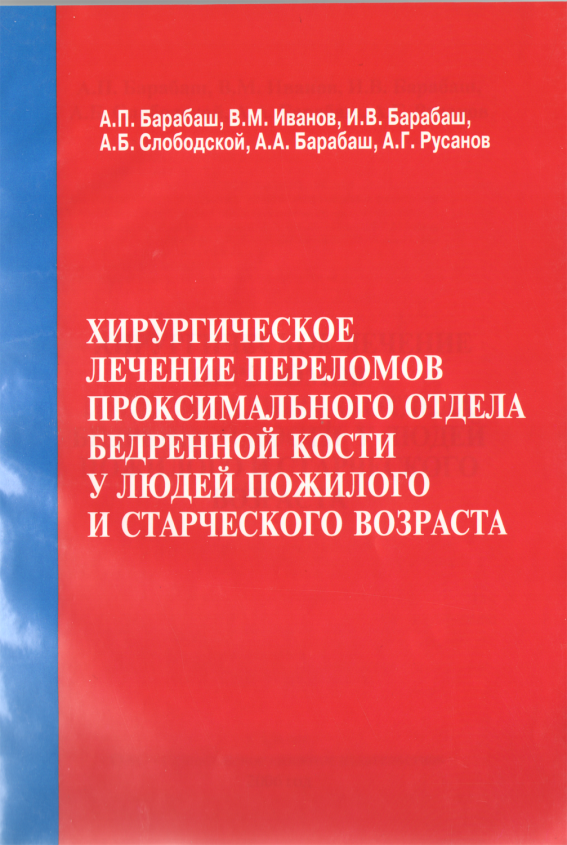 А.П. Барабаш, В.М. Иванов, И.В. Барабаш,
А.Б. Слободской, А.А. Барабаш, А.Г. Русанов
ХИРУРГИЧЕСКОЕ
ЛЕЧЕНИЕ ПЕРЕЛОМОВ
ПРОКСИМАЛЬНОГО ОТДЕЛА
БЕДРЕННОЙ КОСТИ
У ЛЮДЕЙ ПОЖИЛОГО
И СТАРЧЕСКОГО ВОЗРАСТА